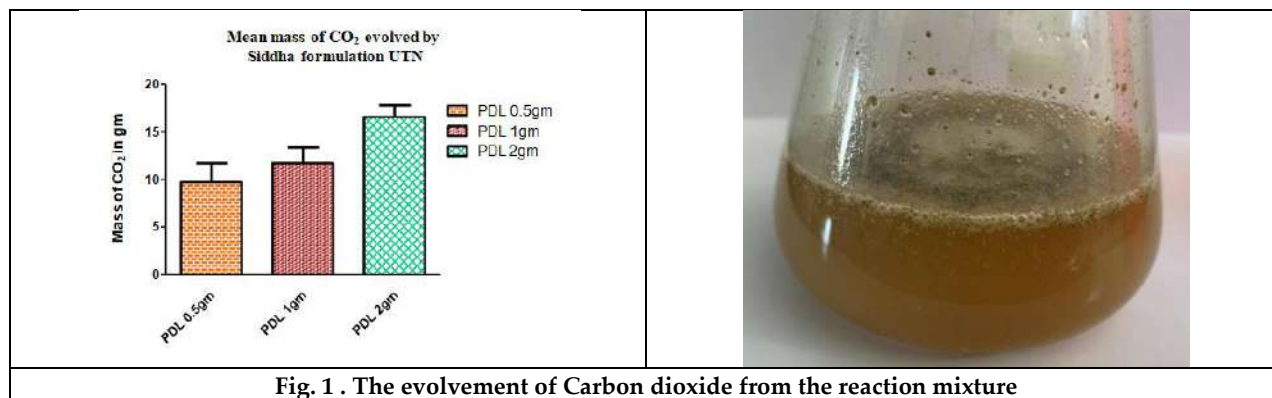 Mean mass of CO₂ evolved by
Siddha formulation UTN
Mass of CO₂ in gm
20
15
10
5
0
PDL 0.5gm
PDL 1gm
PDL 2gm
PDL 0.5gm
PDL 1gm
PDL 2gm
Fig. 1 . The evolvement of Carbon dioxide from the reaction mixture